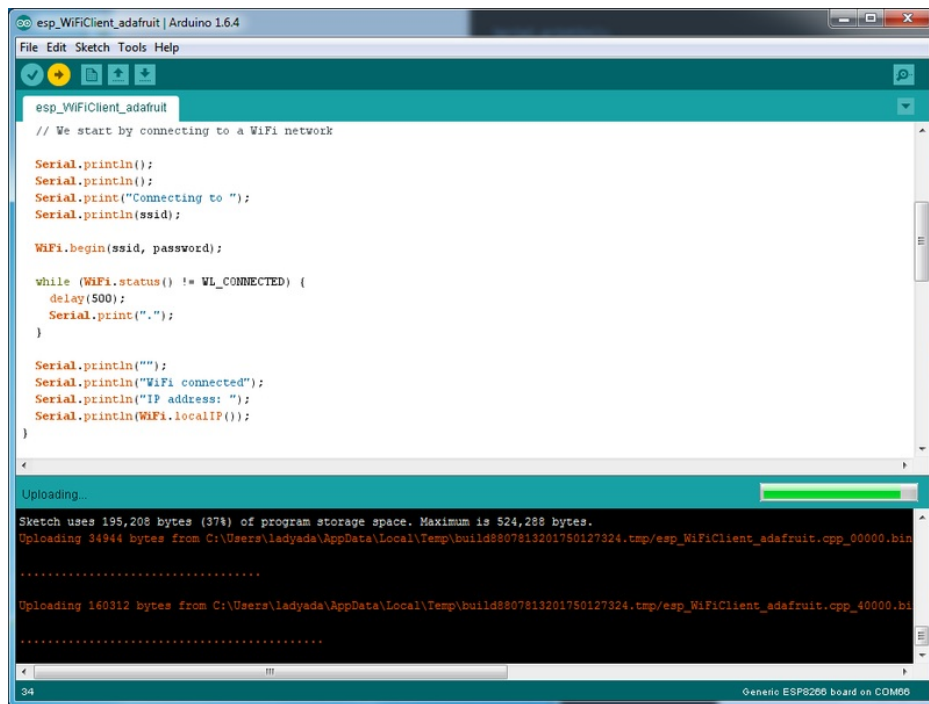 esp_WiFiClient_adafruit | Arduino 1.6.4
File Edit Sketch Tools Help
esp_WiFiClient_adafruit
// We start by connecting to a WiFi network
Serial.println();
Serial.println();
Serial.print("Connecting to ");
Serial.println(ssid);
WiFi.begin(ssid, password);
while (WiFi.status() != WL_CONNECTED) {
delay(500);
Serial.print(".");
}
Serial.println("");
Serial.println("WiFi connected");
Serial.println("IP address: ");
Serial.println(WiFi.localIP());
}
Uploading...
Sketch uses 195,208 bytes (37%) of program storage space. Maximum is 524,288 bytes.
Uploading 34944 bytes from C:\Users\ladyada\AppData\Local\Temp\build8807813201750127324.tmp/esp_WiFiClient_adafruit.cpp_00000.bin
...................................
Uploading 160312 bytes from C:\Users\ladyada\AppData\Local\Temp\build8807813201750127324.tmp/esp_WiFiClient_adafruit.cpp_40000.bi
............................................
34
Generic ESP8266 board on COM66